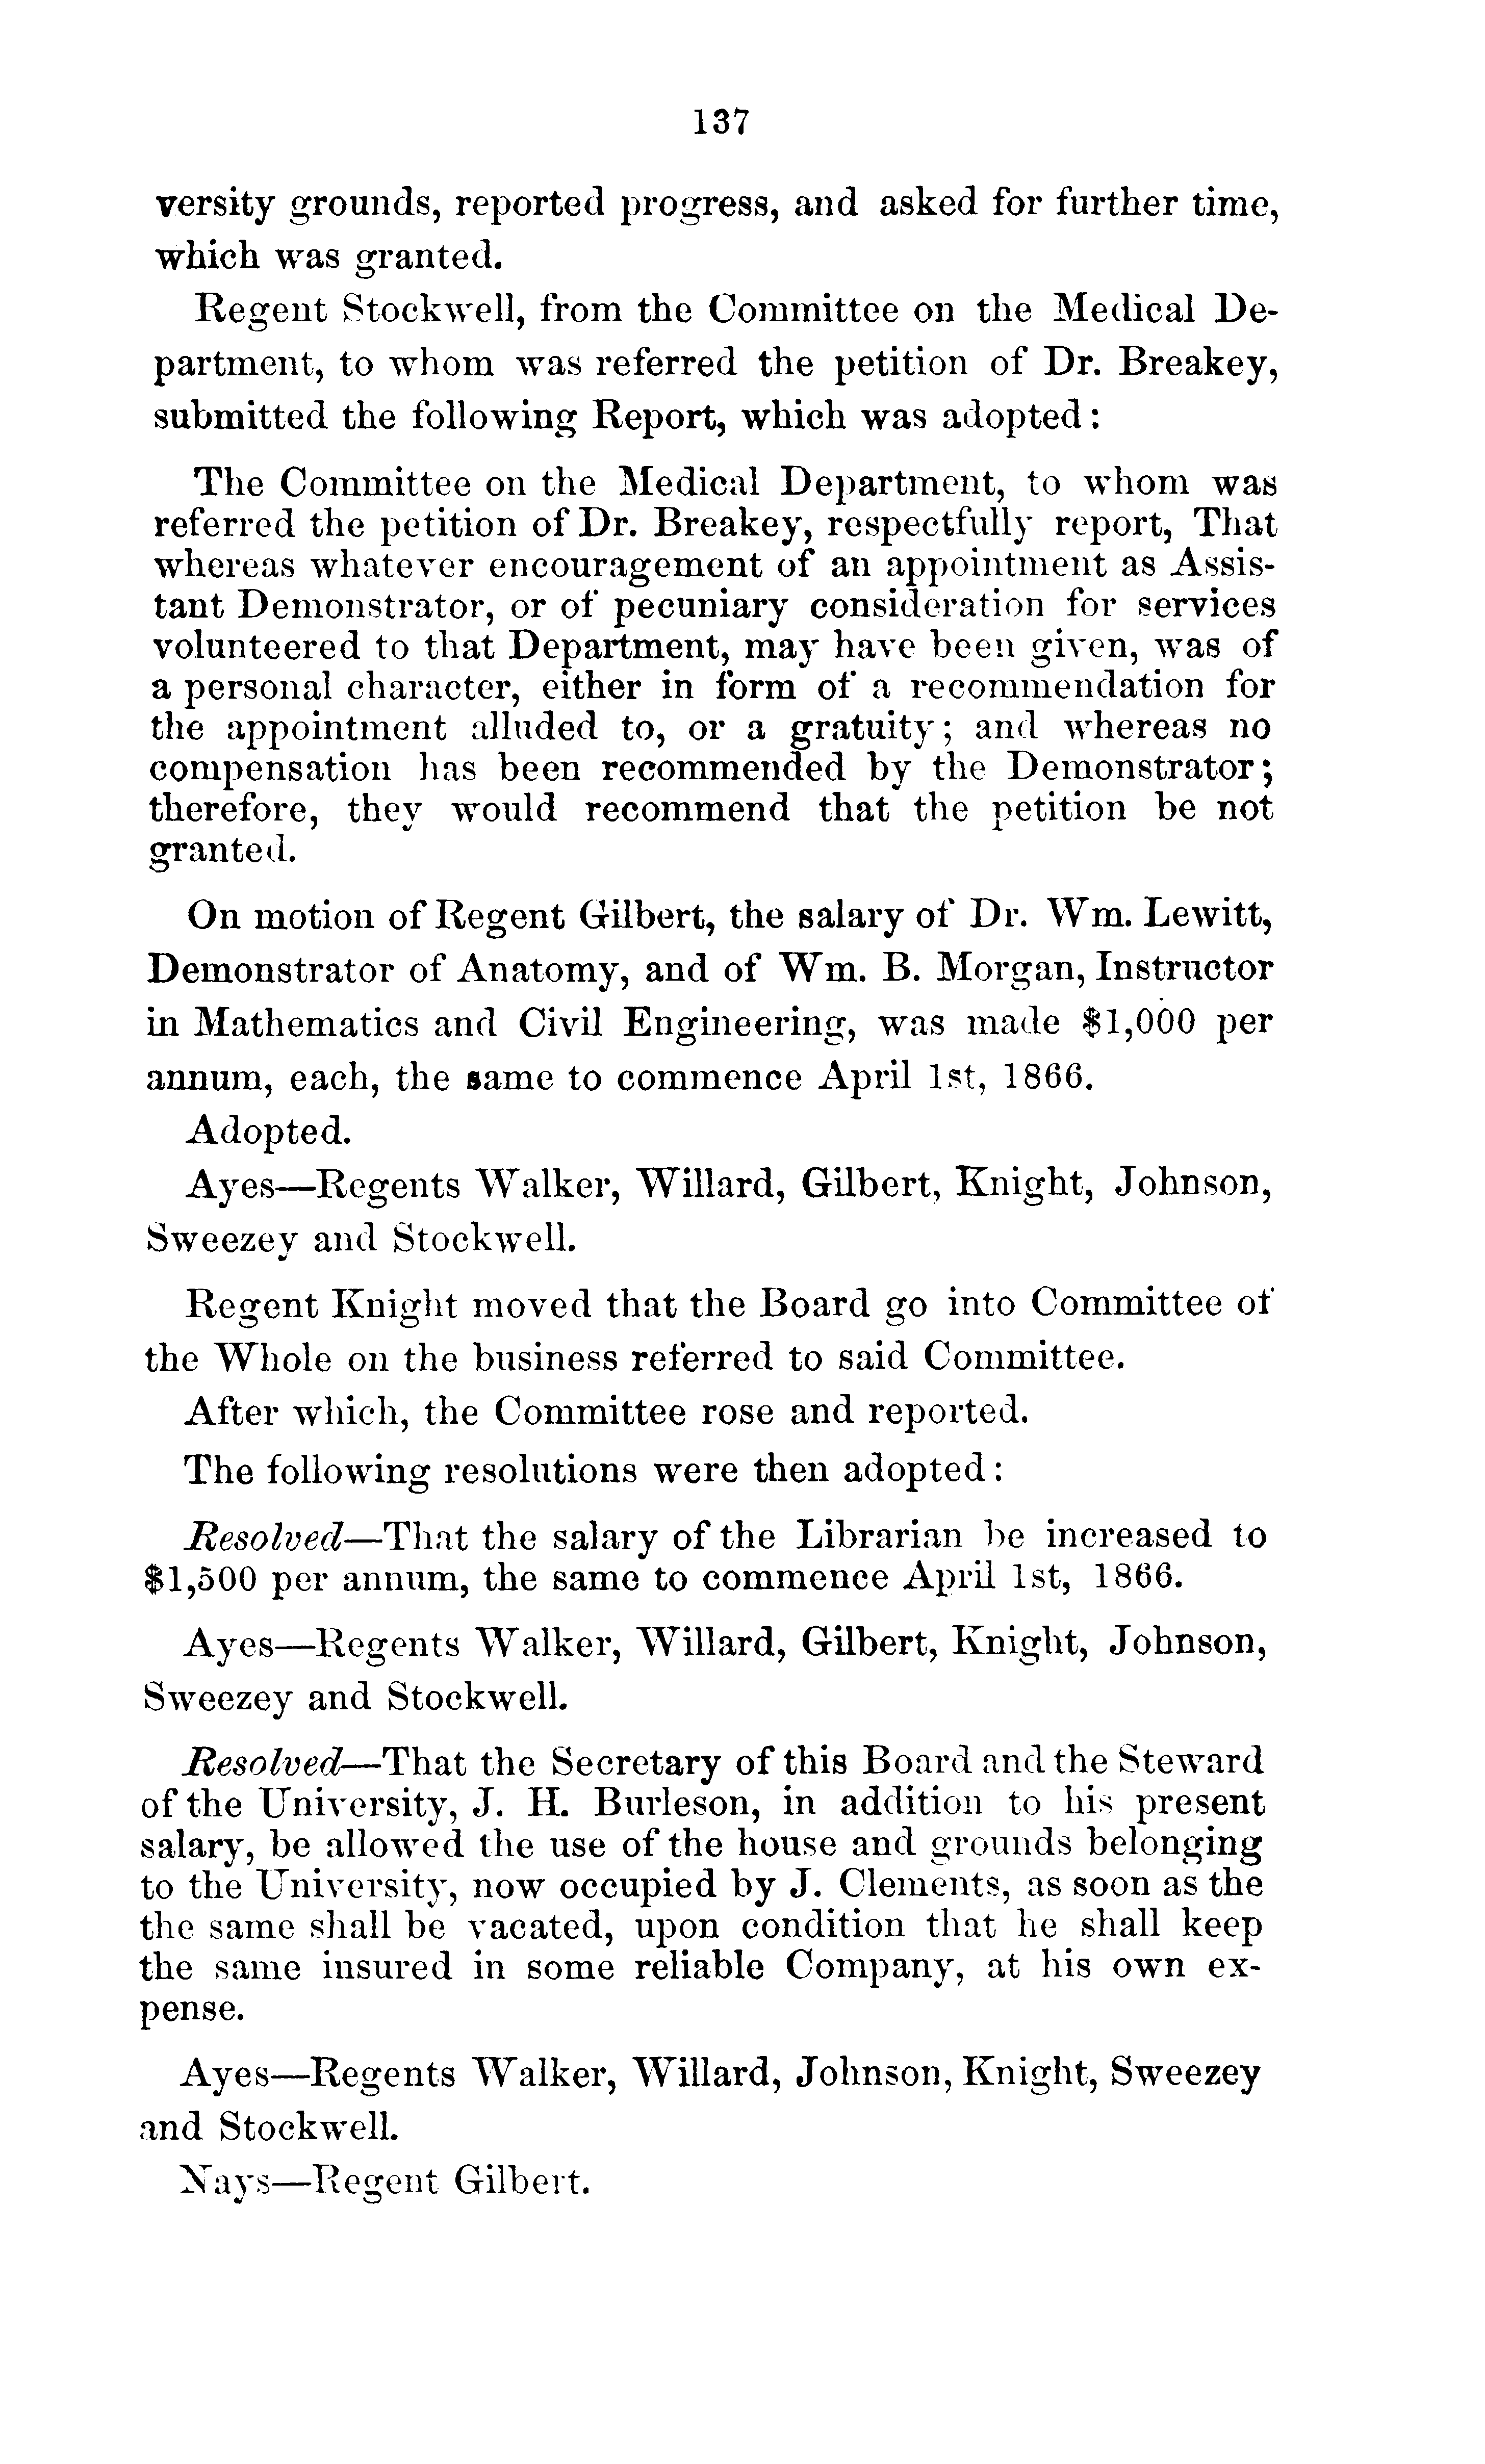 137
versity grounds, reported progress, and asked for further time,
which was granted.
Regent Stockwell, from the Committee on the Medical De-
partment, to whom was referred the petition of Dr. Breakey,
submitted the following Report, which was adopted:
The Committee on the Medical Department, to whom was
referred the petition of Dr. Breakey, respectfully report, That
whereas whatever encouragement of an appointment as Assis-
tant Demonstrator, or of pecuniary consideration for services
volunteered to that Department, may have been given, was of
a personal character, either in form of a recommendation for
the appointment alluded to, or a gratuity; and whereas no
compensation has been recommended by the Demonstrator;
therefore, they would recommend that the petition be not
granted.
On motion of Regent Gilbert, the salary of Dr. Wm. Lewitt,
Demonstrator of Anatomy, and of Wm. B. Morgan, Instructor
in Mathematics and Civil Engineering, was made $1,000 per
annum, each, the same to commence April 1st, 1866.
Adopted.
Ayes—Regents Walker, Willard, Gilbert, Knight, Johnson,
Sweezey and Stockwell.
Regent Knight moved that the Board go into Committee of
the Whole on the business referred to said Committee.
After which, the Committee rose and reported.
The following resolutions were then adopted:
Resolved—That the salary of the Librarian be increased to
$1,500 per annum, the same to commence April 1st, 1866.
Ayes—Regents Walker, Willard, Gilbert, Knight, Johnson,
Sweezey and Stockwell.
Resolved—That the Secretary of this Board and the Steward
of the University, J. H. Burleson, in addition to his present
salary, be allowed the use of the house and grounds belonging
to the University, now occupied by J. Clements, as soon as the
the same shall be vacated, upon condition that he shall keep
the same insured in some reliable Company, at his own ex-
pense.
Ayes—Regents Walker, Willard, Johnson, Knight, Sweezey
and Stockwell.
Nays—Regent Gilbert.